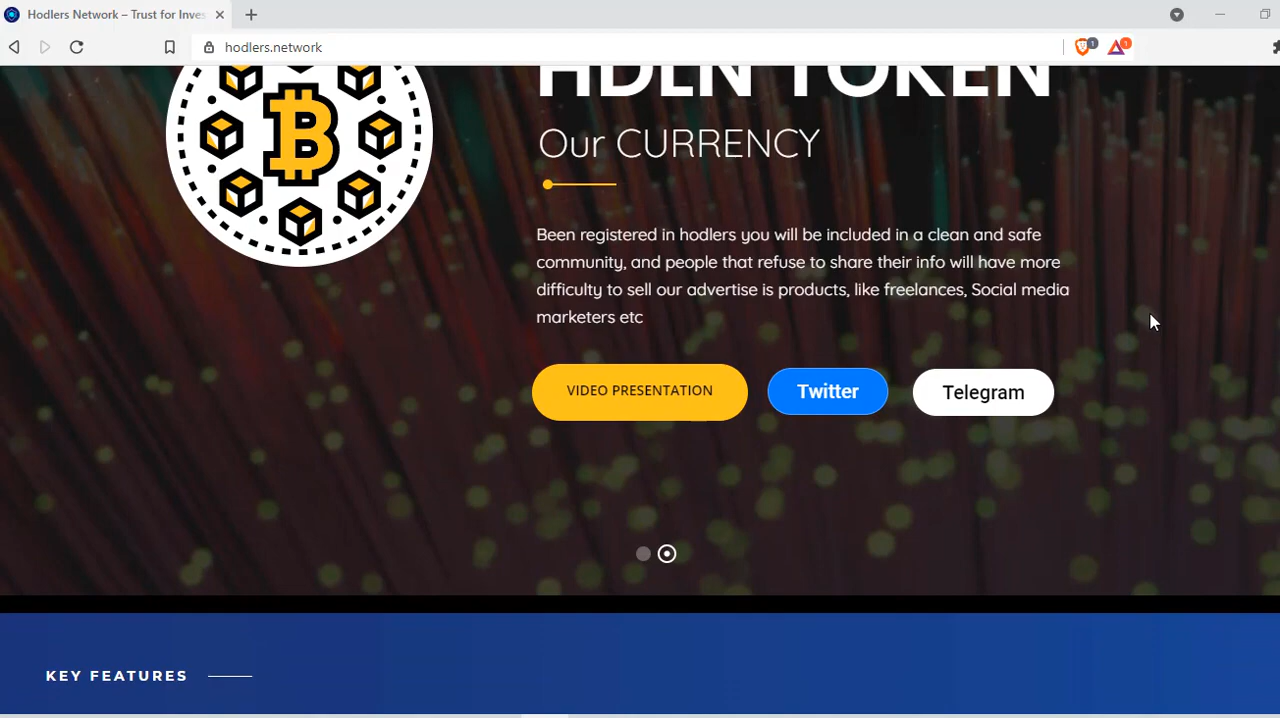 Hodlers Network – Trust for Inves
hodlers.network
1
1
HDLN TOKEN
Our CURRENCY
Been registered in hodlers you will be included in a clean and safe
community, and people that refuse to share their info will have more
difficulty to sell our advertise is products, like freelances, Social media
marketers etc
VIDEO PRESENTATION
Twitter
Telegram
KEY FEATURES